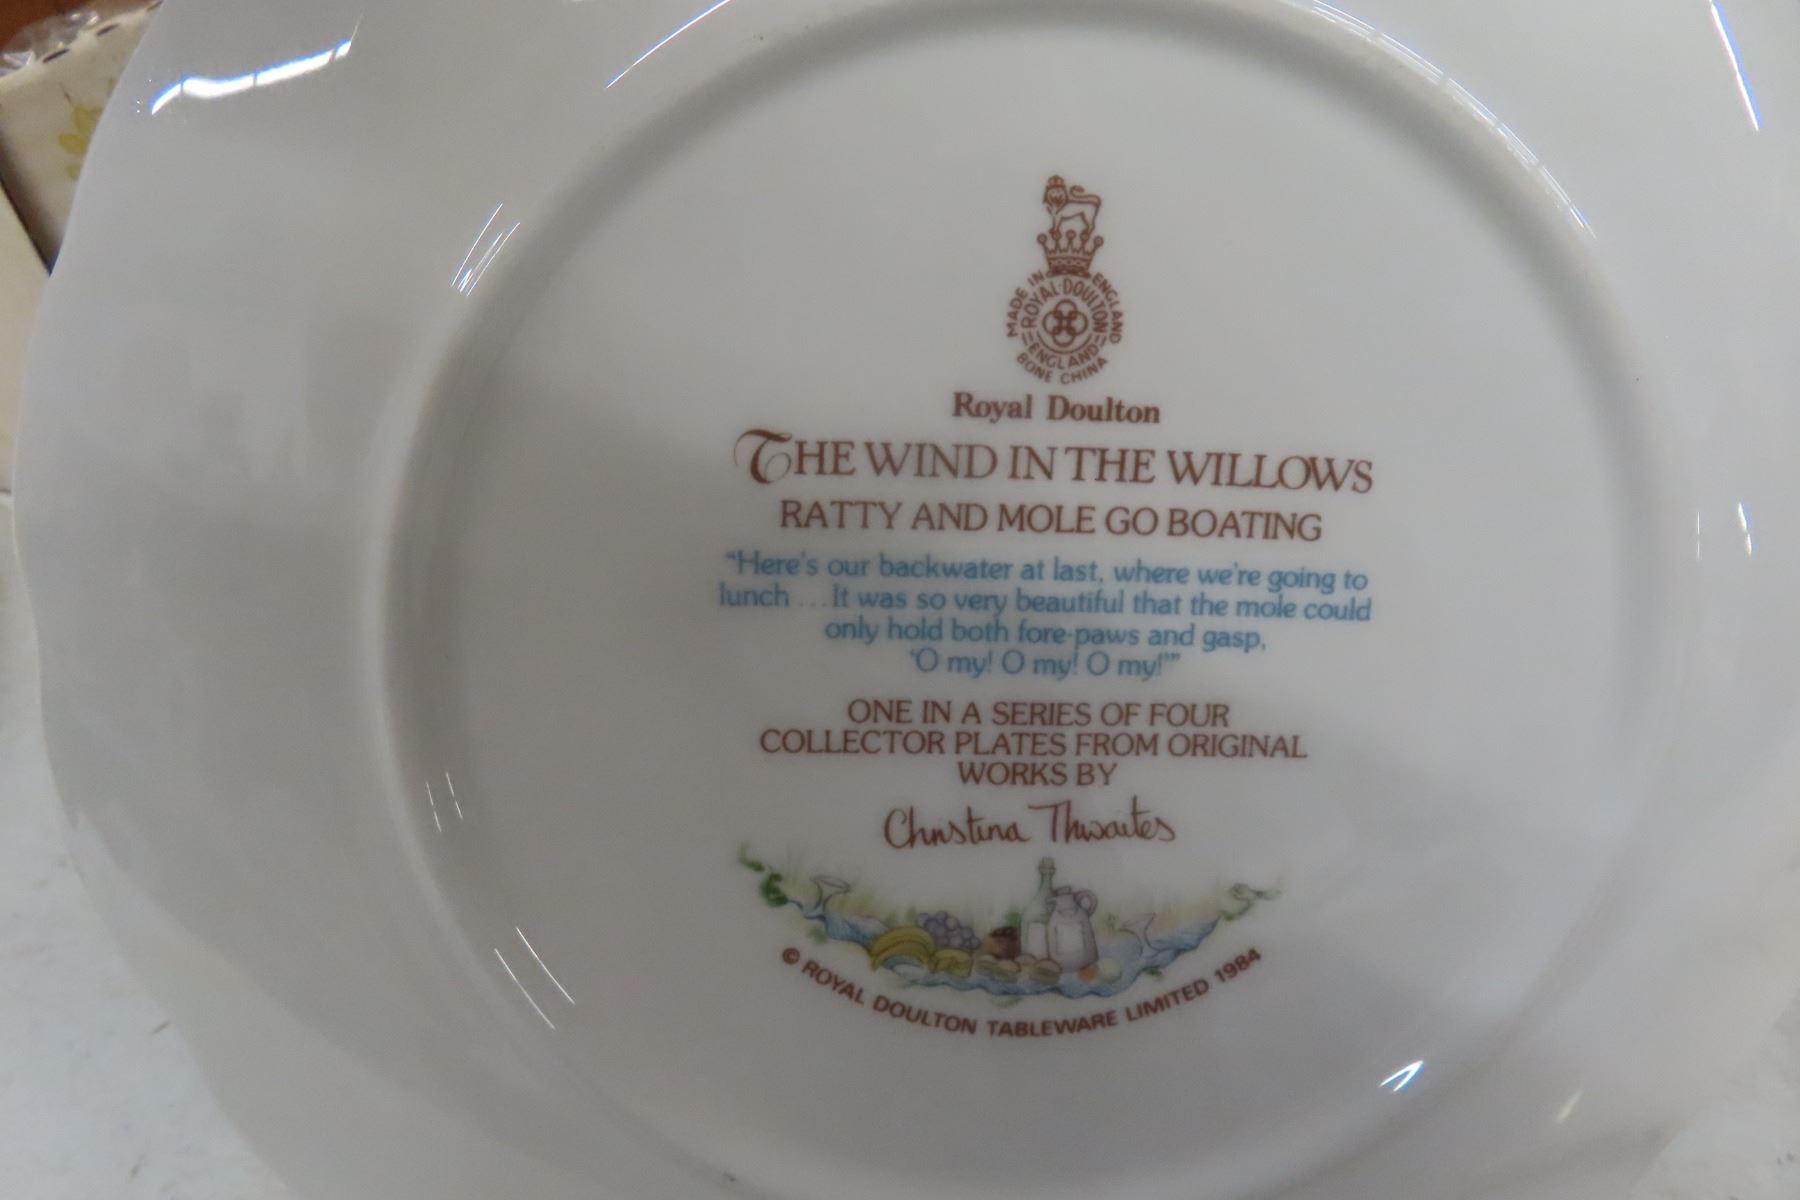 MADE IN ENGLAND
ROYAL·DOULTON
ENGLAND
BONE CHINA
Royal Doulton
THE WIND IN THE WILLOWS
RATTY AND MOLE GO BOATING
“Here's our backwater at last, where we're going to
lunch ... It was so very beautiful that the mole could
only hold both fore-paws and gasp,
‘O my! O my! O my!’”
ONE IN A SERIES OF FOUR
COLLECTOR PLATES FROM ORIGINAL
WORKS BY
Christina Thwaites
© ROYAL DOULTON TABLEWARE LIMITED 1984